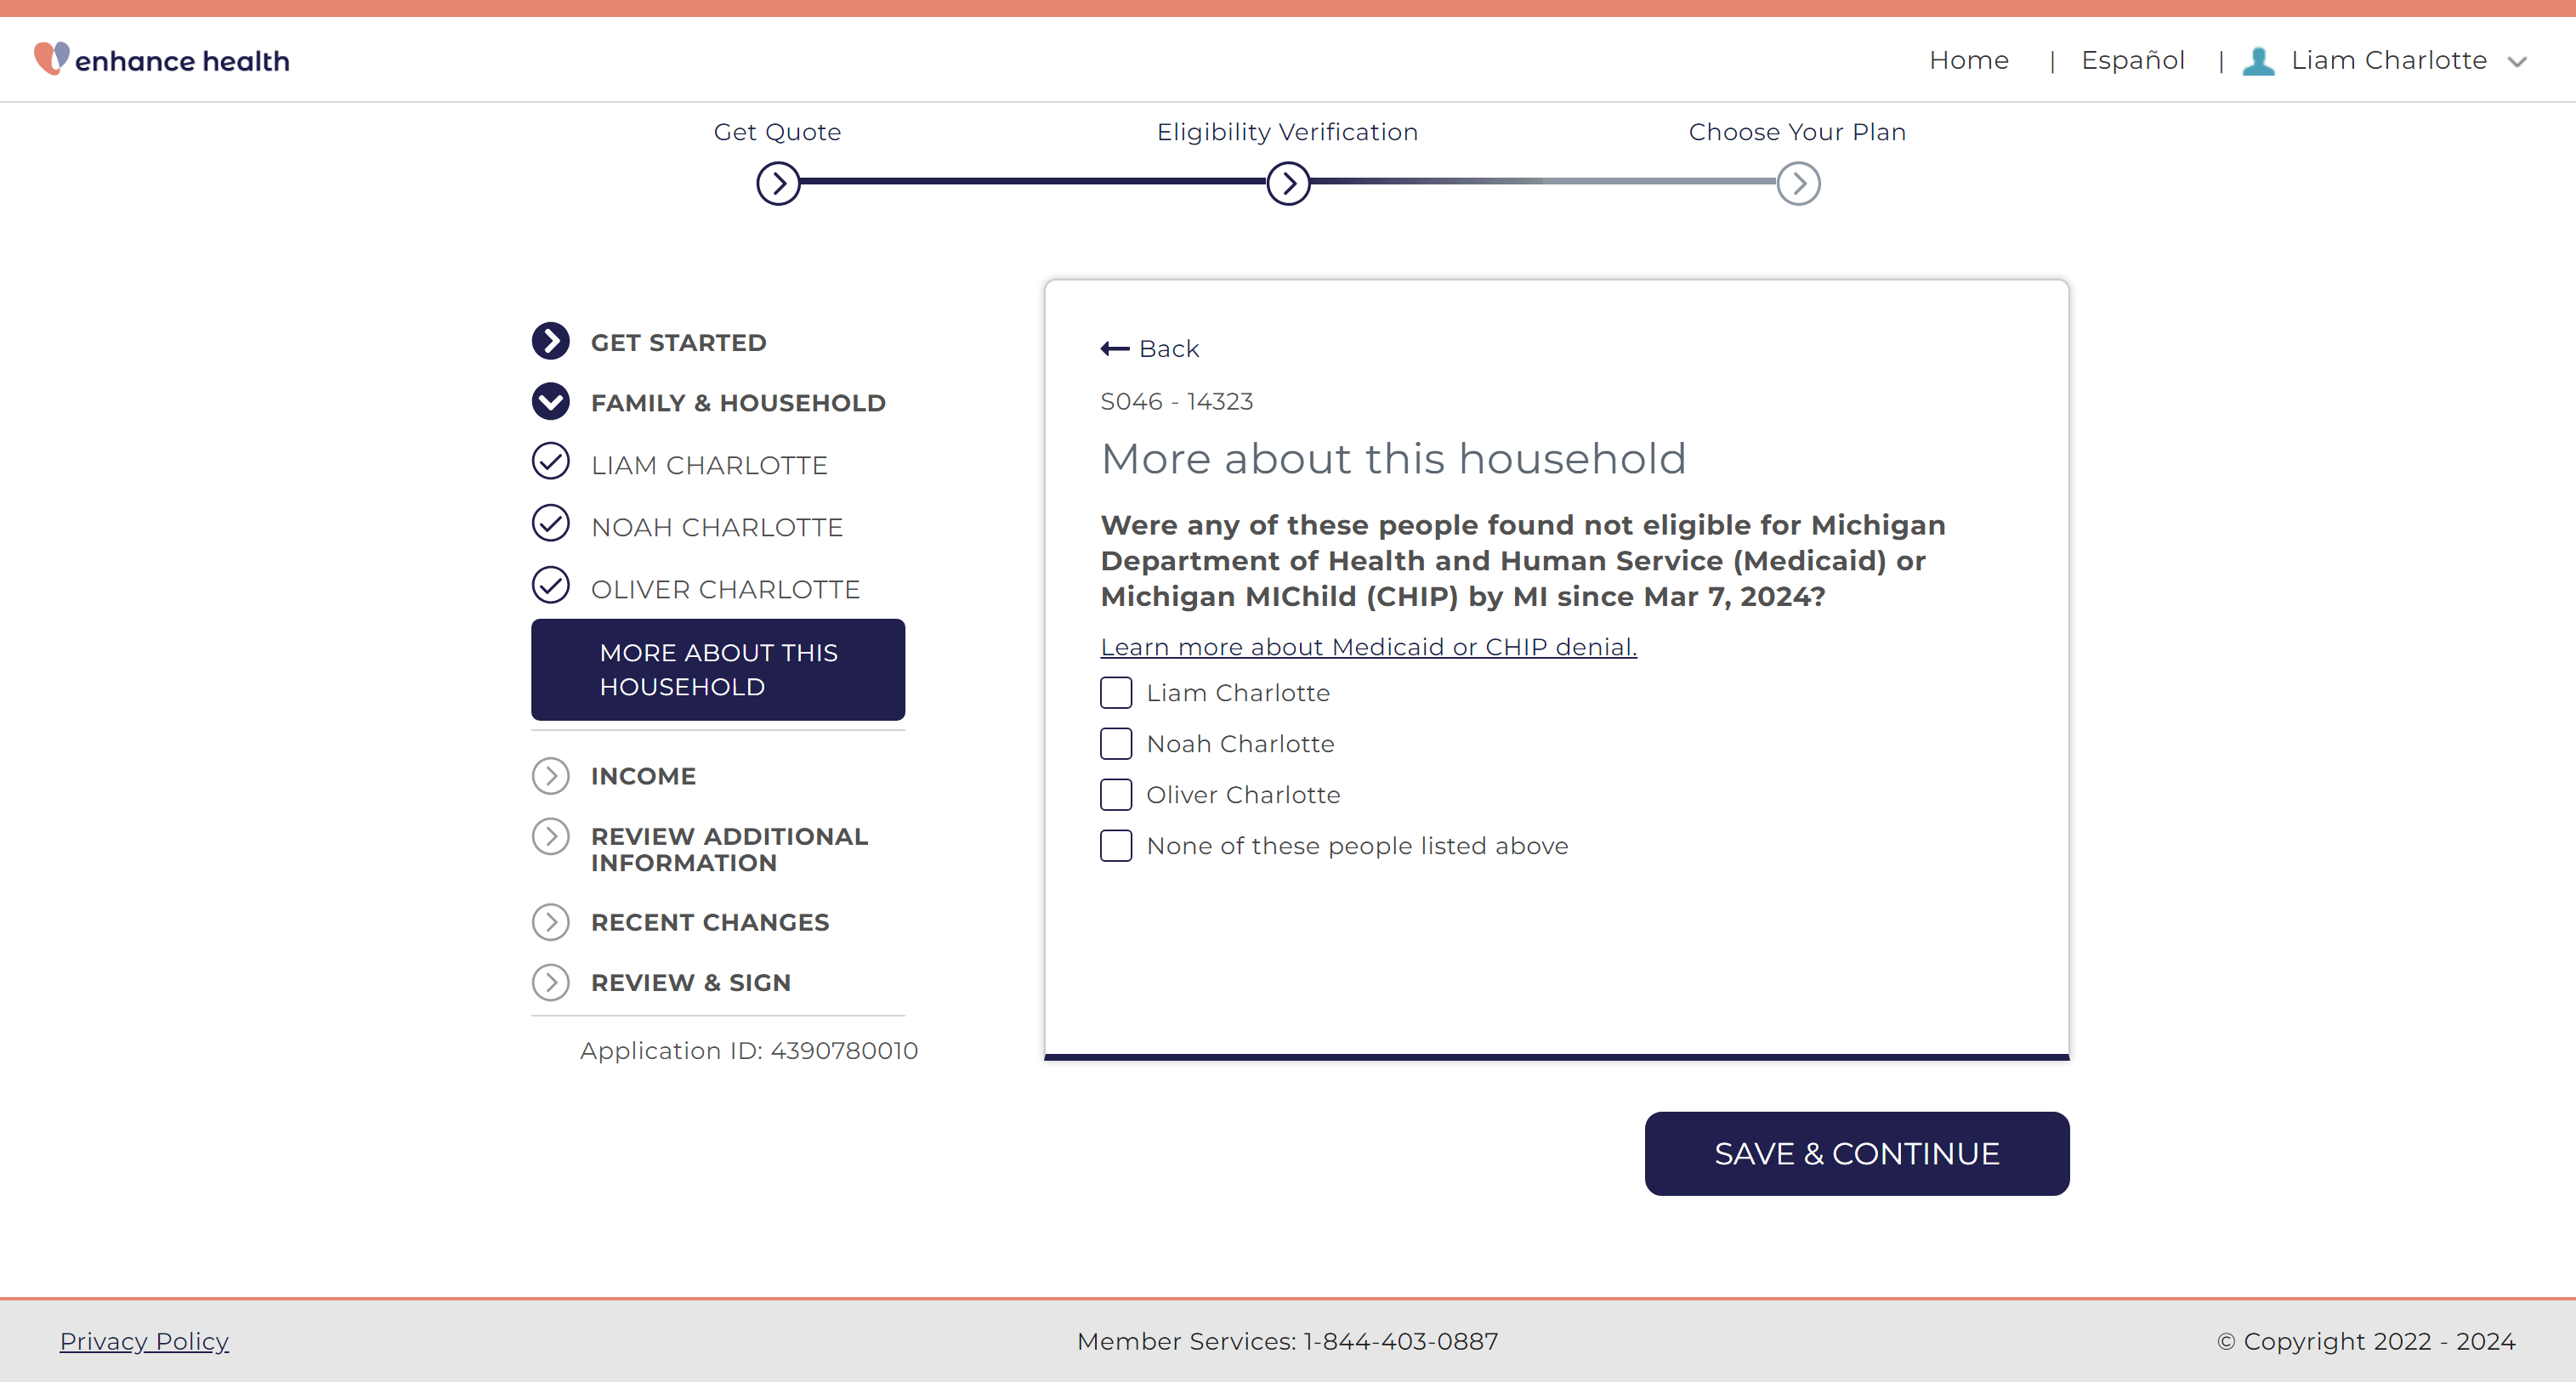 enhance health
Home | Español | Liam Charlotte
Get Quote
Eligibility Verification
Choose Your Plan
GET STARTED
FAMILY & HOUSEHOLD
LIAM CHARLOTTE
NOAH CHARLOTTE
OLIVER CHARLOTTE
MORE ABOUT THIS
HOUSEHOLD
INCOME
REVIEW ADDITIONAL
INFORMATION
RECENT CHANGES
REVIEW & SIGN
Application ID: 4390780010
Back
S046 - 14323
More about this household
Were any of these people found not eligible for Michigan
Department of Health and Human Service (Medicaid) or
Michigan MIChild (CHIP) by MI since Mar 7, 2024?
Learn more about Medicaid or CHIP denial.
Liam Charlotte
Noah Charlotte
Oliver Charlotte
None of these people listed above
SAVE & CONTINUE
Privacy Policy
Member Services: 1-844-403-0887
© Copyright 2022 - 2024